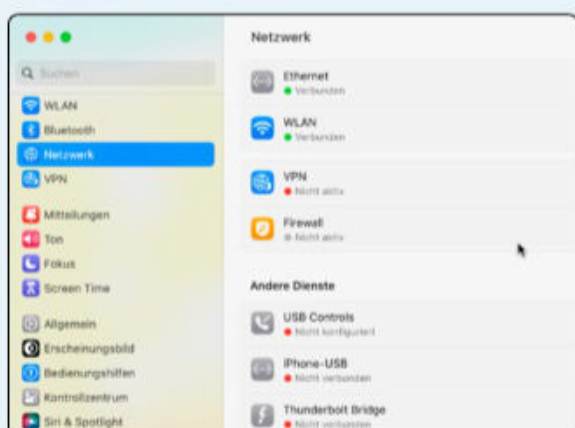 Netzwerk
Suchen
WLAN
Bluetooth
Netzwerk
VPN
Mitteilungen
Ton
Fokus
Screen Time
Allgemein
Erscheinungsbild
Bedienungshilfen
Kontrollzentrum
Siri & Spotlight
Ethernet
Verbunden
WLAN
Verbunden
VPN
Nicht aktiv
Firewall
Nicht aktiv
Andere Dienste
USB Controls
Nicht konfiguriert
iPhone-USB
Nicht verbunden
Thunderbolt Bridge
Nicht verbunden